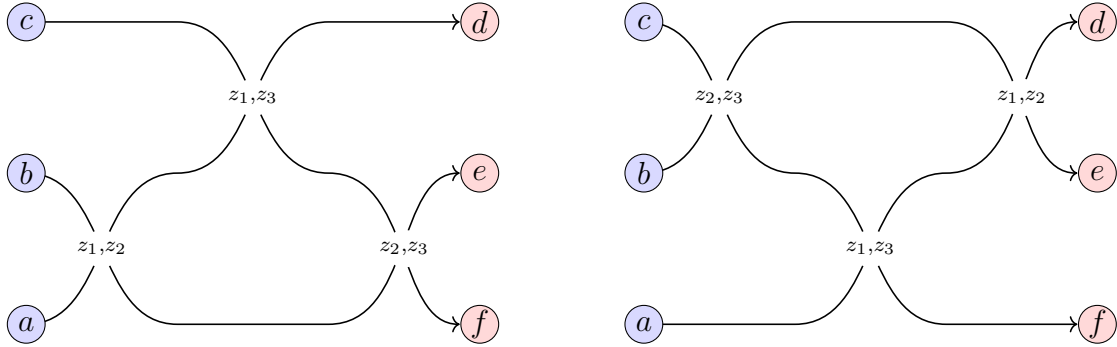 c d c d
z₁,z₃ z₂,z₃ z₁,z₂
b e b e
z₁,z₂ z₂,z₃ z₁,z₃
a f a f